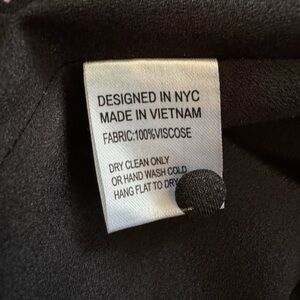 DESIGNED IN NYC
MADE IN VIETNAM
FABRIC:100%VISCOSE
DRY CLEAN ONLY
OR HAND WASH COLD
HANG FLAT TO DRY